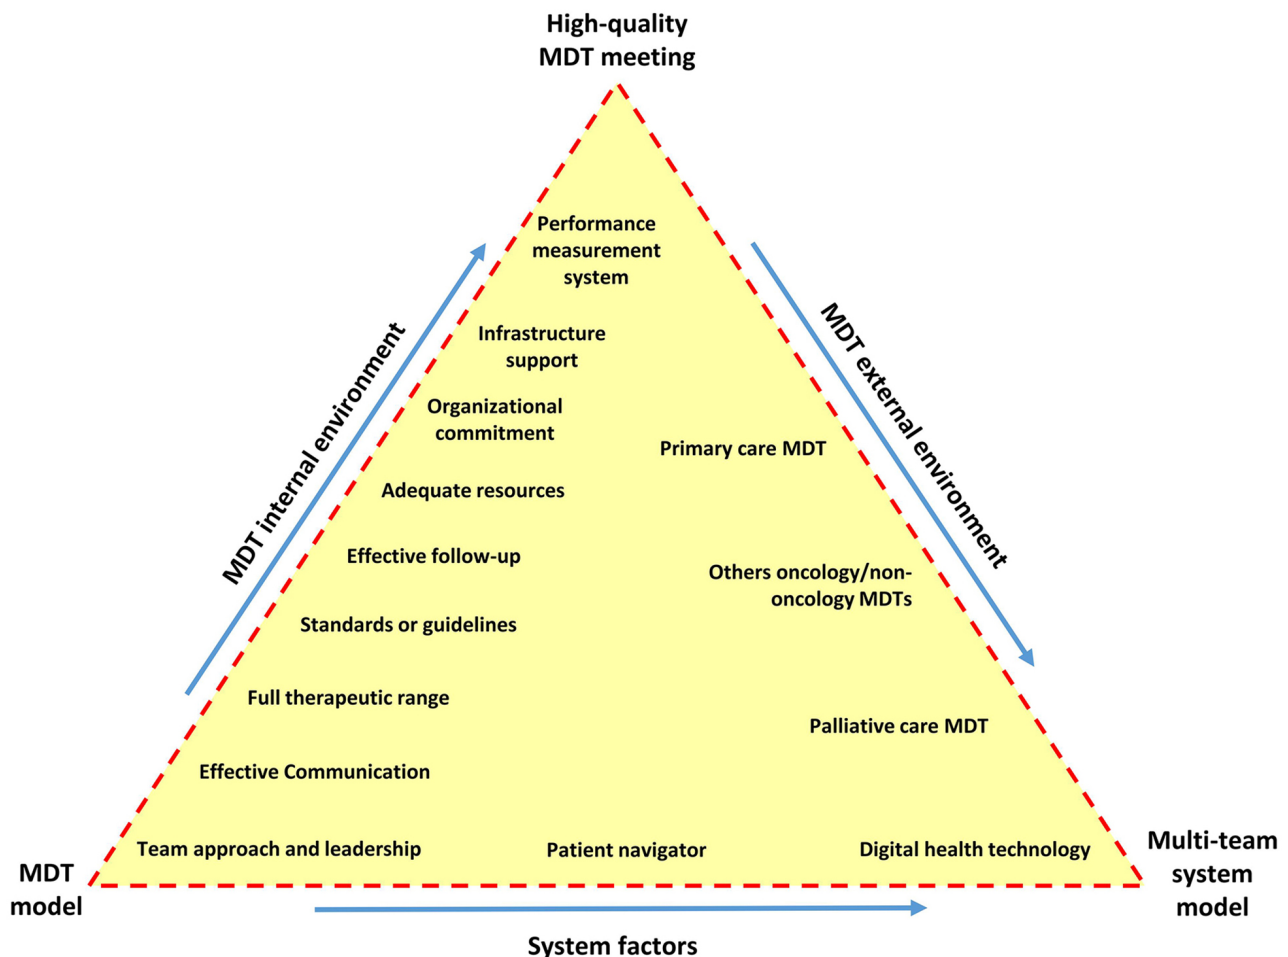 High-quality
MDT meeting
Performance
measurement
system
MDT internal environment
MDT external environment
Infrastructure
support
Organizational
commitment
Primary care MDT
Adequate resources
Effective follow-up
Others oncology/non-
oncology MDTs
Standards or guidelines
Full therapeutic range
Palliative care MDT
Effective Communication
Team approach and leadership
Patient navigator
Digital health technology
MDT
model
Multi-team
system
model
System factors